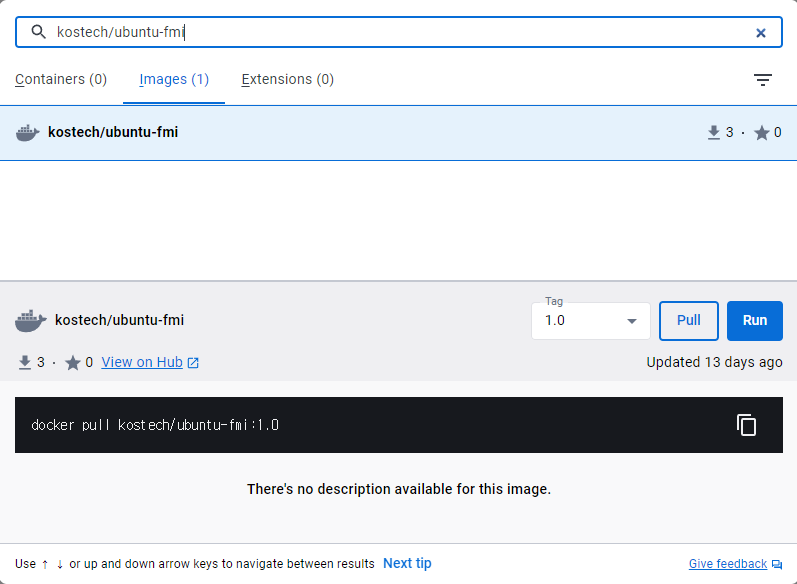 kostech/ubuntu-fmi
Containers (0) Images (1) Extensions (0)
kostech/ubuntu-fmi 3 · 0
kostech/ubuntu-fmi Tag 1.0 Pull Run
3 · 0 View on Hub Updated 13 days ago
docker pull kostech/ubuntu-fmi:1.0
There's no description available for this image.
Use ↑ ↓ or up and down arrow keys to navigate between results Next tip Give feedback